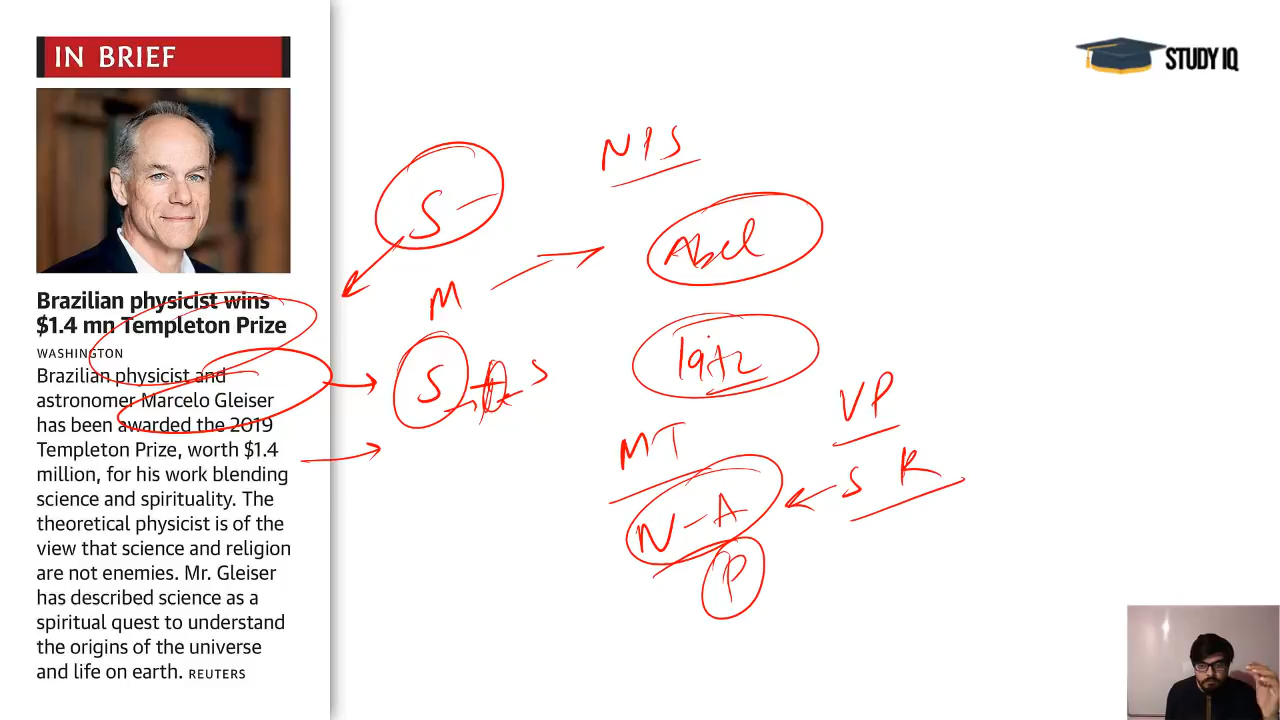 IN BRIEF
STUDY IQ
Brazilian physicist wins
$1.4 mn Templeton Prize
WASHINGTON
Brazilian physicist and
astronomer Marcelo Gleiser
has been awarded the 2019
Templeton Prize, worth $1.4
million, for his work blending
science and spirituality. The
theoretical physicist is of the
view that science and religion
are not enemies. Mr. Gleiser
has described science as a
spiritual quest to understand
the origins of the universe
and life on earth. REUTERS
S
M
S
S
Abel
MT
N-A
P
VP
S R